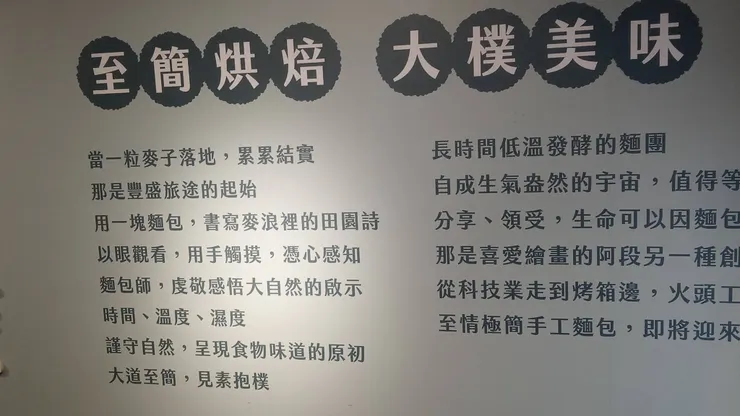 至簡烘焙 大樸美味
當一粒麥子落地，累累結實
那是豐盛旅途的起始
用一塊麵包，書寫麥浪裡的田園詩
以眼觀看，用手觸摸，憑心感知
麵包師，虔敬感悟大自然的啟示
時間、溫度、濕度
謹守自然，呈現食物味道的原初
大道至簡，見素抱樸
長時間低溫發酵的麵團
自成生氣盎然的宇宙，值得等
分享、領受，生命可以因麵包
那是喜愛繪畫的阿段另一種創
從科技業走到烤箱邊，火頭工
至情極簡手工麵包，即將迎來